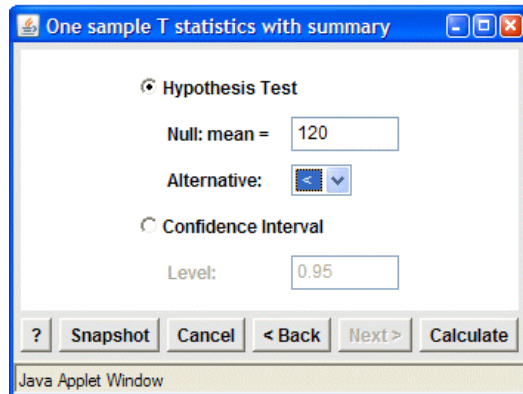 One sample T statistics with summary
Hypothesis Test
Null: mean = 120
Alternative: <
Confidence Interval
Level: 0.95
? Snapshot Cancel < Back Next > Calculate
Java Applet Window